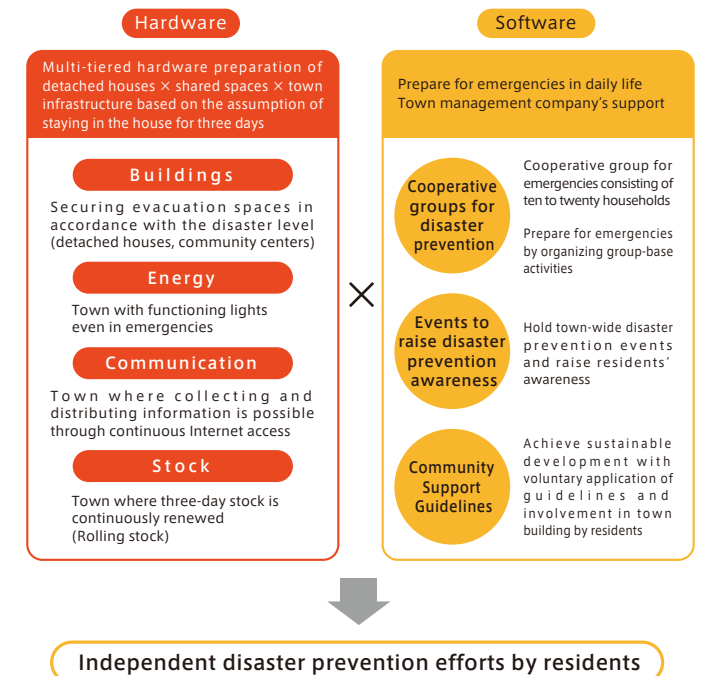 Hardware
Multi-tiered hardware preparation of
detached houses × shared spaces × town
infrastructure based on the assumption of
staying in the house for three days
Buildings
Securing evacuation spaces in
accordance with the disaster level
(detached houses, community centers)
Energy
Town with functioning lights
even in emergencies
Communication
Town where collecting and
distributing information is possible
through continuous Internet access
Stock
Town where three-day stock is
continuously renewed
(Rolling stock)
×
Software
Prepare for emergencies in daily life
Town management company's support
Cooperative
groups for
disaster
prevention
Cooperative group for
emergencies consisting of
ten to twenty households
Prepare for emergencies
by organizing group-base
activities
Events to
raise disaster
prevention
awareness
Hold town-wide disaster
prevention events
and raise residents'
awareness
Community
Support
Guidelines
Achieve sustainable
development with
voluntary application of
guidelines and
involvement in town
building by residents
Independent disaster prevention efforts by residents